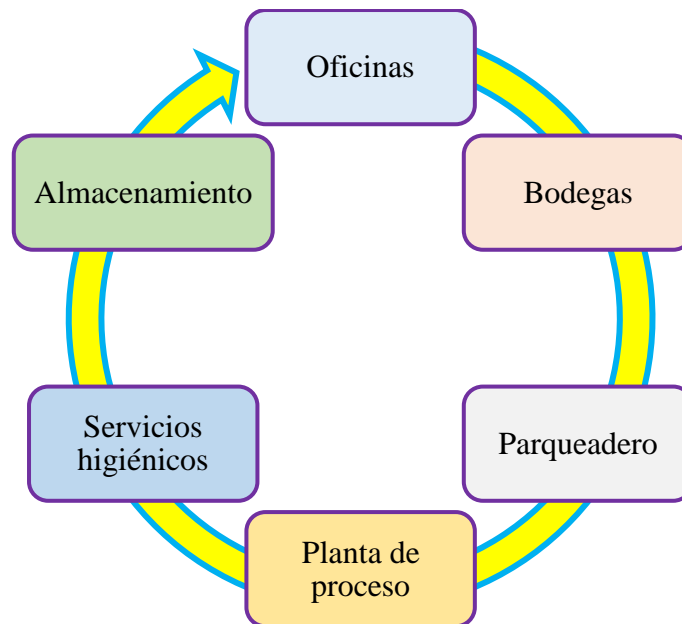 Oficinas
Bodegas
Parqueadero
Planta de
proceso
Servicios
higiénicos
Almacenamiento